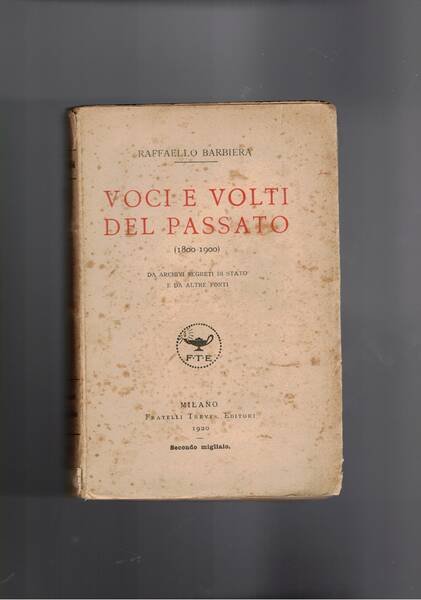 RAFFAELLO BARBIERA
VOCI E VOLTI
DEL PASSATO
(1800-1900)
DA ARCHIVI SEGRETI DI STATO
E DA ALTRE FONTI
F·T·E
MILANO
FRATELLI TREVES, EDITORI
1920
Secondo migliaio.